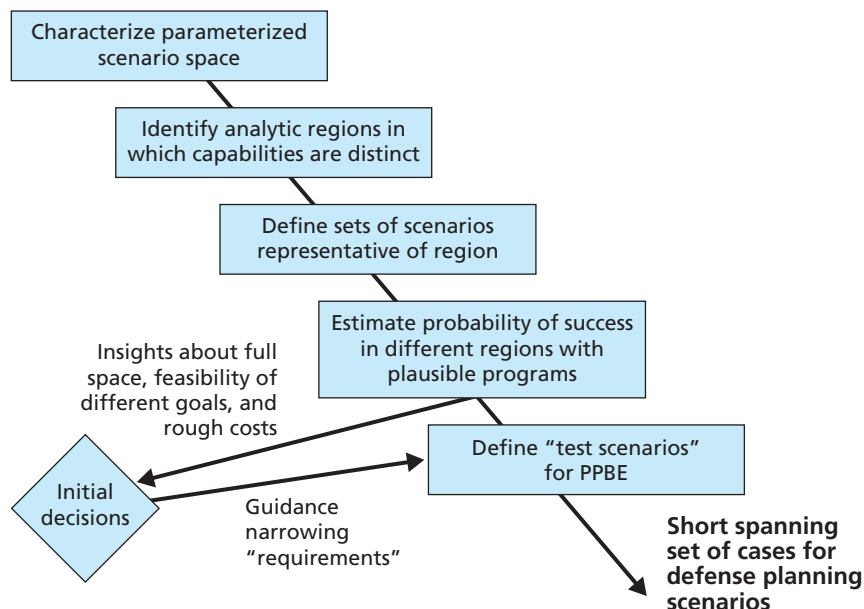 Characterize parameterized
scenario space
Identify analytic regions in
which capabilities are distinct
Define sets of scenarios
representative of region
Estimate probability of success
in different regions with
plausible programs
Insights about full
space, feasibility of
different goals, and
rough costs
Define “test scenarios”
for PPBE
Initial
decisions
Guidance
narrowing
“requirements”
Short spanning
set of cases for
defense planning
scenarios